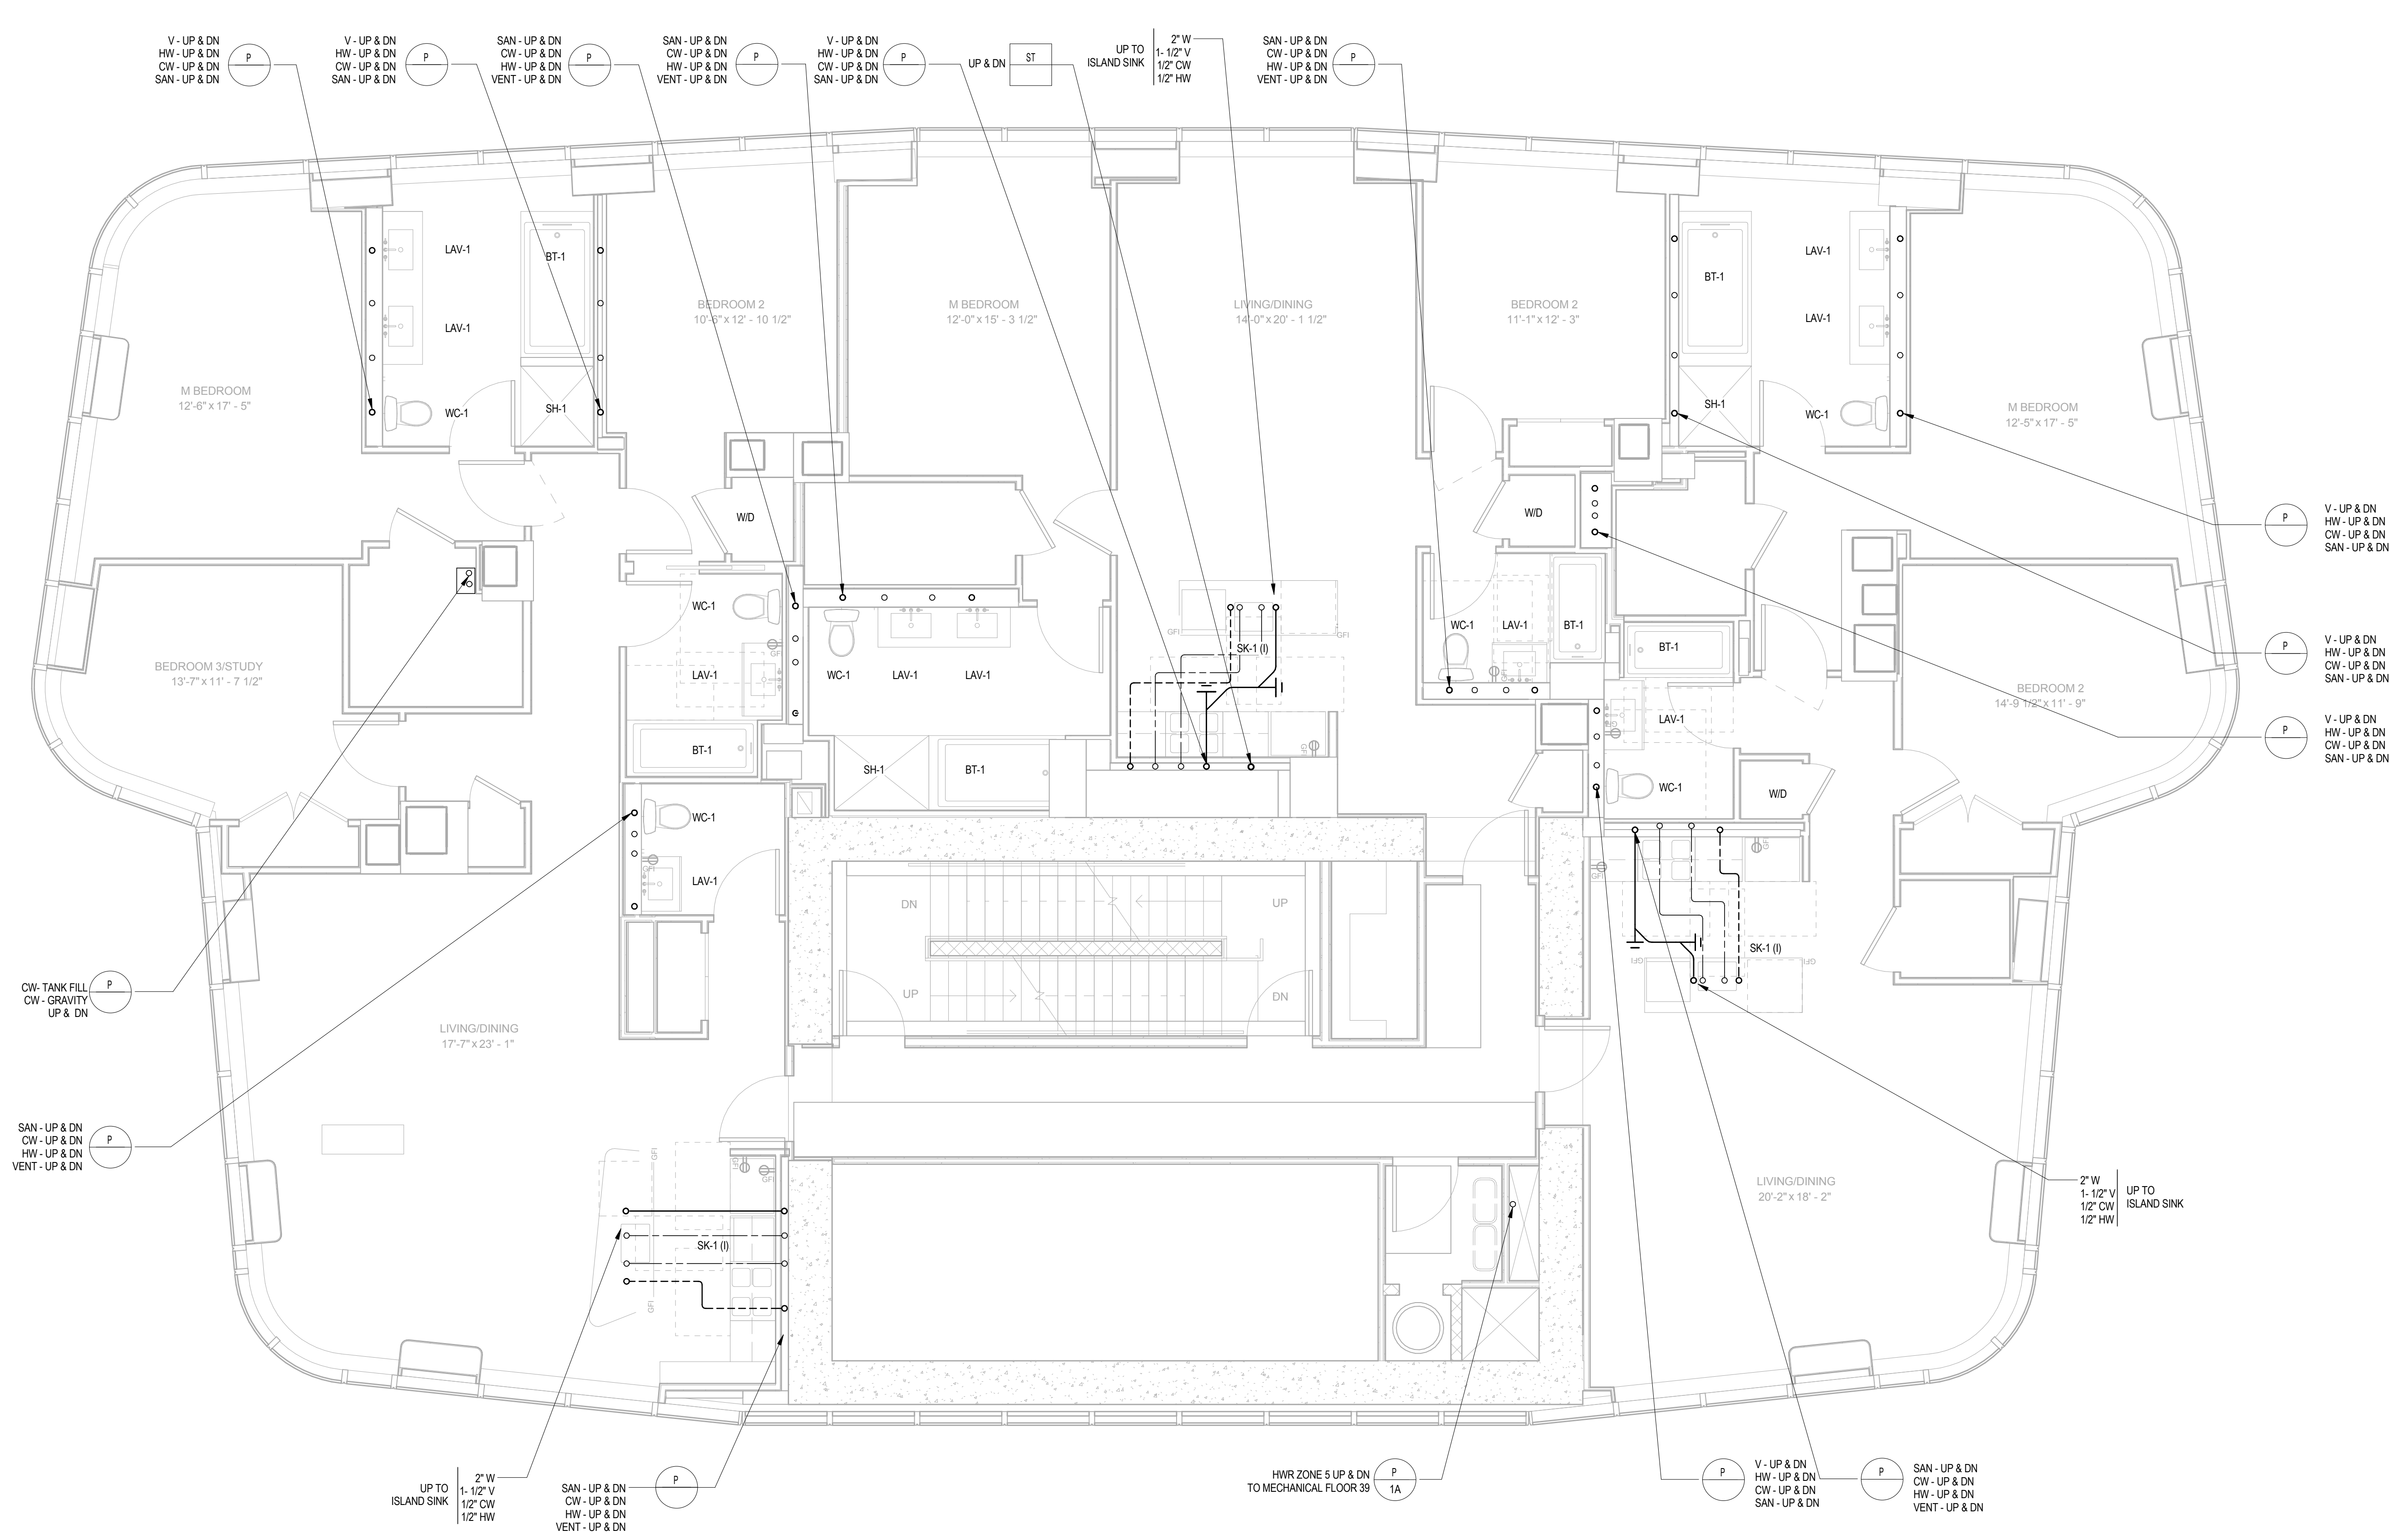 V - UP & DN
HW - UP & DN
CW - UP & DN
SAN - UP & DN
P
V - UP & DN
HW - UP & DN
CW - UP & DN
SAN - UP & DN
P
SAN - UP & DN
CW - UP & DN
HW - UP & DN
VENT - UP & DN
P
SAN - UP & DN
CW - UP & DN
HW - UP & DN
VENT - UP & DN
P
V - UP & DN
HW - UP & DN
CW - UP & DN
SAN - UP & DN
P
UP & DN
ST
UP TO
ISLAND SINK
2" W
1- 1/2" V
1/2" CW
1/2" HW
SAN - UP & DN
CW - UP & DN
HW - UP & DN
VENT - UP & DN
P
LAV-1
BT-1
LAV-1
WC-1
SH-1
M BEDROOM
12'-6" x 17' - 5"
BEDROOM 2
10'-6" x 12' - 10 1/2"
M BEDROOM
12'-0" x 15' - 3 1/2"
LIVING/DINING
14'-0" x 20' - 1 1/2"
BEDROOM 2
11'-1" x 12' - 3"
BT-1
LAV-1
LAV-1
SH-1
WC-1
M BEDROOM
12'-5" x 17' - 5"
W/D
W/D
P
V - UP & DN
HW - UP & DN
CW - UP & DN
SAN - UP & DN
WC-1
GFI
LAV-1
BT-1
WC-1
LAV-1
LAV-1
SH-1
BT-1
GFI
GFI
SK-1 (I)
GFI
WC-1
LAV-1
BT-1
GFI
BT-1
LAV-1
GFI
WC-1
W/D
P
V - UP & DN
HW - UP & DN
CW - UP & DN
SAN - UP & DN
BEDROOM 3/STUDY
13'-7" x 11' - 7 1/2"
BEDROOM 2
14'-9 1/2" x 11' - 9"
P
V - UP & DN
HW - UP & DN
CW - UP & DN
SAN - UP & DN
WC-1
GFI
LAV-1
DN
UP
UP
DN
GFI
GFI
SK-1 (I)
GFI
GFI
CW- TANK FILL
CW - GRAVITY
UP & DN
P
LIVING/DINING
17'-7" x 23' - 1"
SAN - UP & DN
CW - UP & DN
HW - UP & DN
VENT - UP & DN
P
GFI
GFI
GFI
SK-1 (I)
GFI
LIVING/DINING
20'-2" x 18' - 2"
2" W
1- 1/2" V
1/2" CW
1/2" HW
UP TO
ISLAND SINK
UP TO
ISLAND SINK
2" W
1- 1/2" V
1/2" CW
1/2" HW
SAN - UP & DN
CW - UP & DN
HW - UP & DN
VENT - UP & DN
P
HWR ZONE 5 UP & DN
TO MECHANICAL FLOOR 39
P
1A
P
V - UP & DN
HW - UP & DN
CW - UP & DN
SAN - UP & DN
P
SAN - UP & DN
CW - UP & DN
HW - UP & DN
VENT - UP & DN